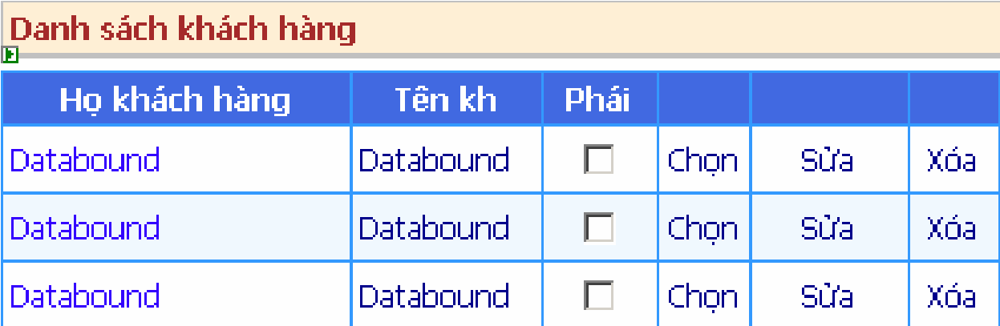 Danh sách khách hàng
Họ khách hàng Tên kh Phái
Databound Databound Chọn Sửa Xóa
Databound Databound Chọn Sửa Xóa
Databound Databound Chọn Sửa Xóa